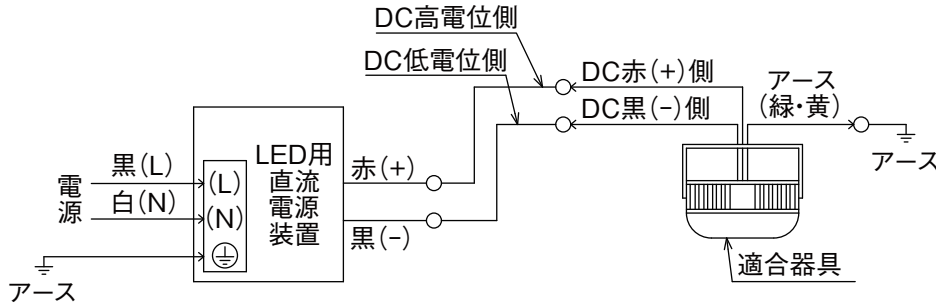 DC高電位側
DC低電位側
DC赤(+)側
DC黒(-)側
アース
(緑・黄)
アース
電源
黒(L)
白(N)
(L)
(N)
LED用
直流
電源
装置
赤(+)
黒(-)
アース
適合器具